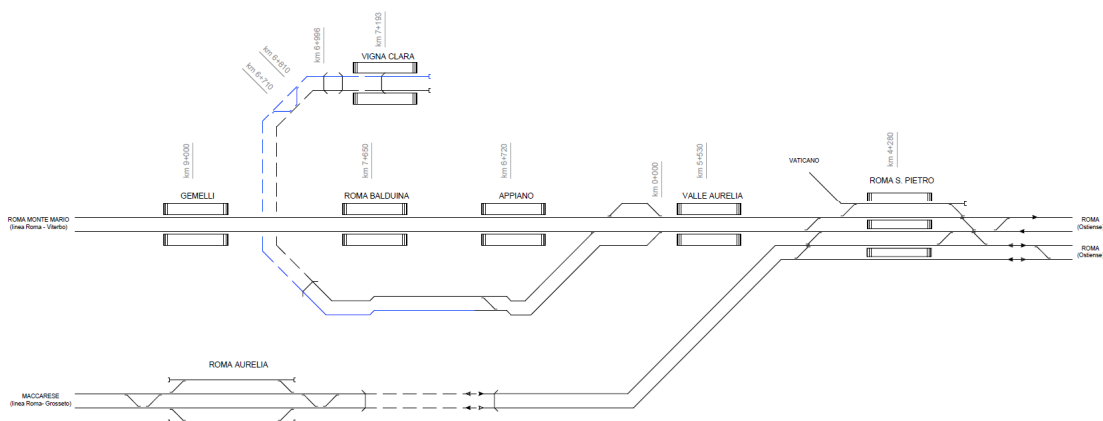 km 6+710
km 6+810
km 6+996
km 7+193
VIGNA CLARA
km 9+000
km 7+650
km 6+720
km 0+000
km 5+530
km 4+280
GEMELLI
ROMA BALDUINA
APPIANO
VALLE AURELIA
VATICANO
ROMA S. PIETRO
ROMA MONTE MARIO
(linea Roma - Viterbo)
ROMA
(Ostiense)
ROMA
(Ostiense)
ROMA AURELIA
MACCARESE
(linea Roma- Grosseto)